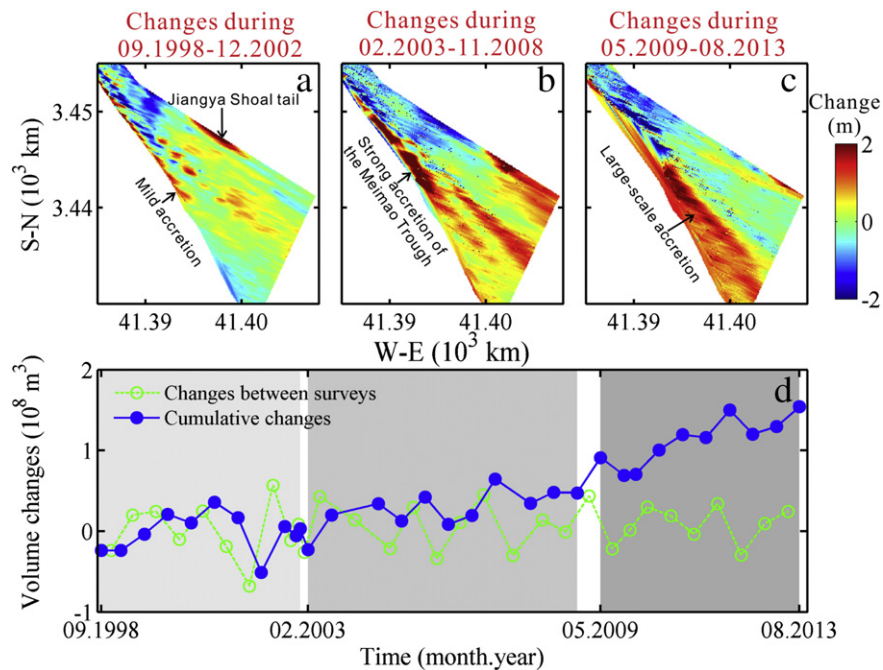 Changes during
09.1998-12.2002
Changes during
02.2003-11.2008
Changes during
05.2009-08.2013
a
b
c
Jiangya Shoal tail
Mild accretion
Strong accretion of
the Meimao Trough
Large-scale accretion
Change
(m)
2
0
-2
S-N (10³ km)
3.45
3.44
41.39
41.40
41.39
41.40
41.39
41.40
W-E (10³ km)
d
Changes between surveys
Cumulative changes
Volume changes (10⁸ m³)
2
1
0
-1
09.1998
02.2003
05.2009
08.2013
Time (month.year)